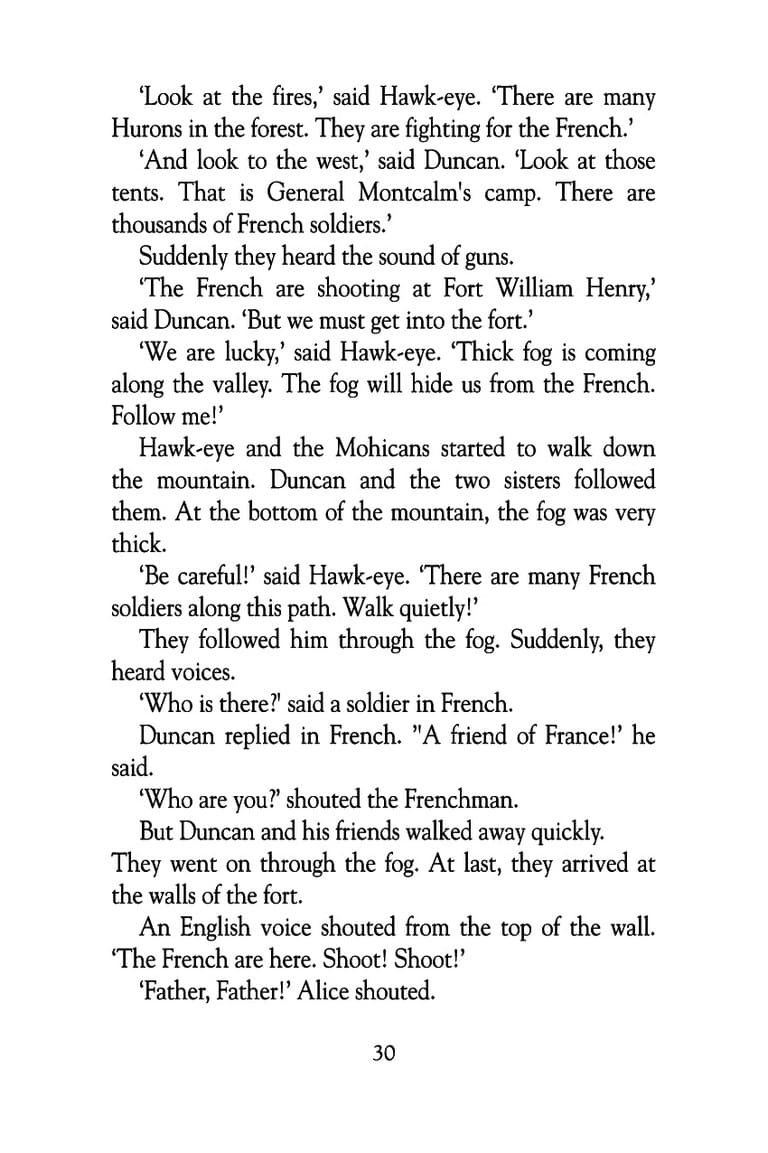 ‘Look at the fires,’ said Hawk-eye. ‘There are many
Hurons in the forest. They are fighting for the French.’
‘And look to the west,’ said Duncan. ‘Look at those
tents. That is General Montcalm's camp. There are
thousands of French soldiers.’
Suddenly they heard the sound of guns.
‘The French are shooting at Fort William Henry,’
said Duncan. ‘But we must get into the fort.’
‘We are lucky,’ said Hawk-eye. ‘Thick fog is coming
along the valley. The fog will hide us from the French.
Follow me!’
Hawk-eye and the Mohicans started to walk down
the mountain. Duncan and the two sisters followed
them. At the bottom of the mountain, the fog was very
thick.
‘Be careful!’ said Hawk-eye. ‘There are many French
soldiers along this path. Walk quietly!’
They followed him through the fog. Suddenly, they
heard voices.
‘Who is there?' said a soldier in French.
Duncan replied in French. "A friend of France!’ he
said.
‘Who are you?’ shouted the Frenchman.
But Duncan and his friends walked away quickly.
They went on through the fog. At last, they arrived at
the walls of the fort.
An English voice shouted from the top of the wall.
‘The French are here. Shoot! Shoot!’
‘Father, Father!’ Alice shouted.
30